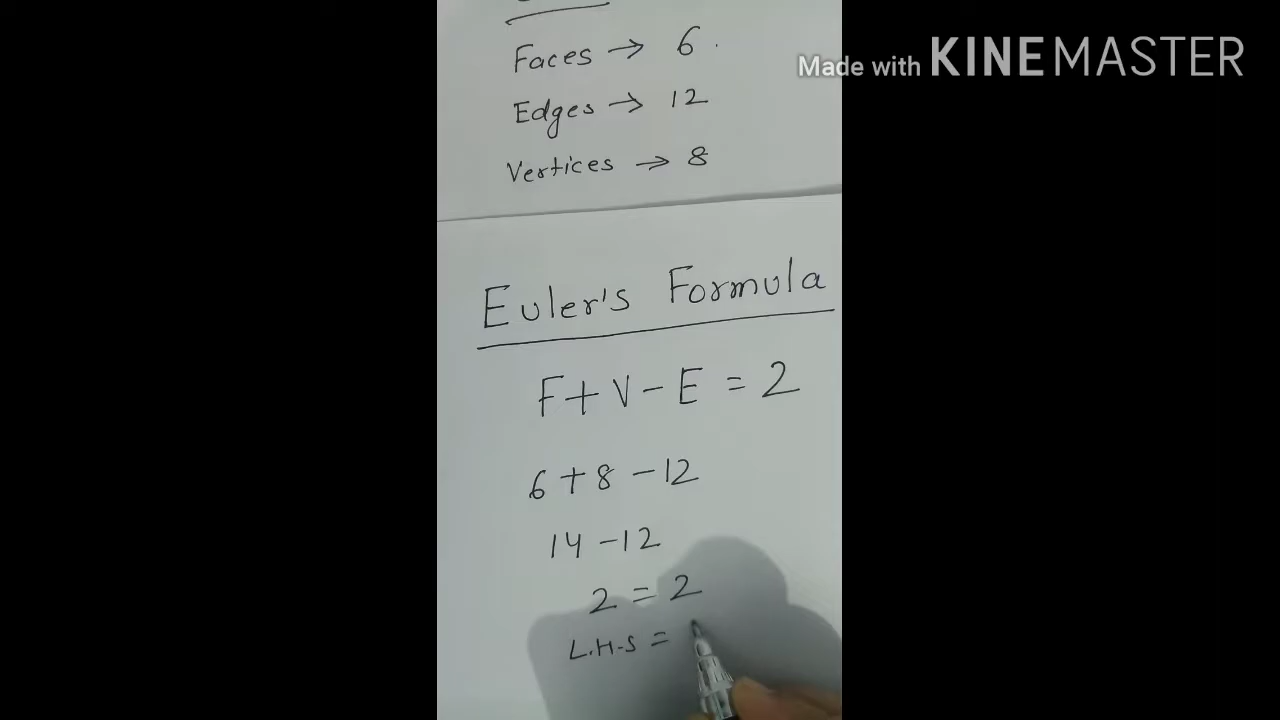 Faces → 6
Made with KINEMASTER
Edges → 12
Vertices → 8
Euler's Formula
F+V-E = 2
6+8-12
14-12
2 = 2
L.H.S =